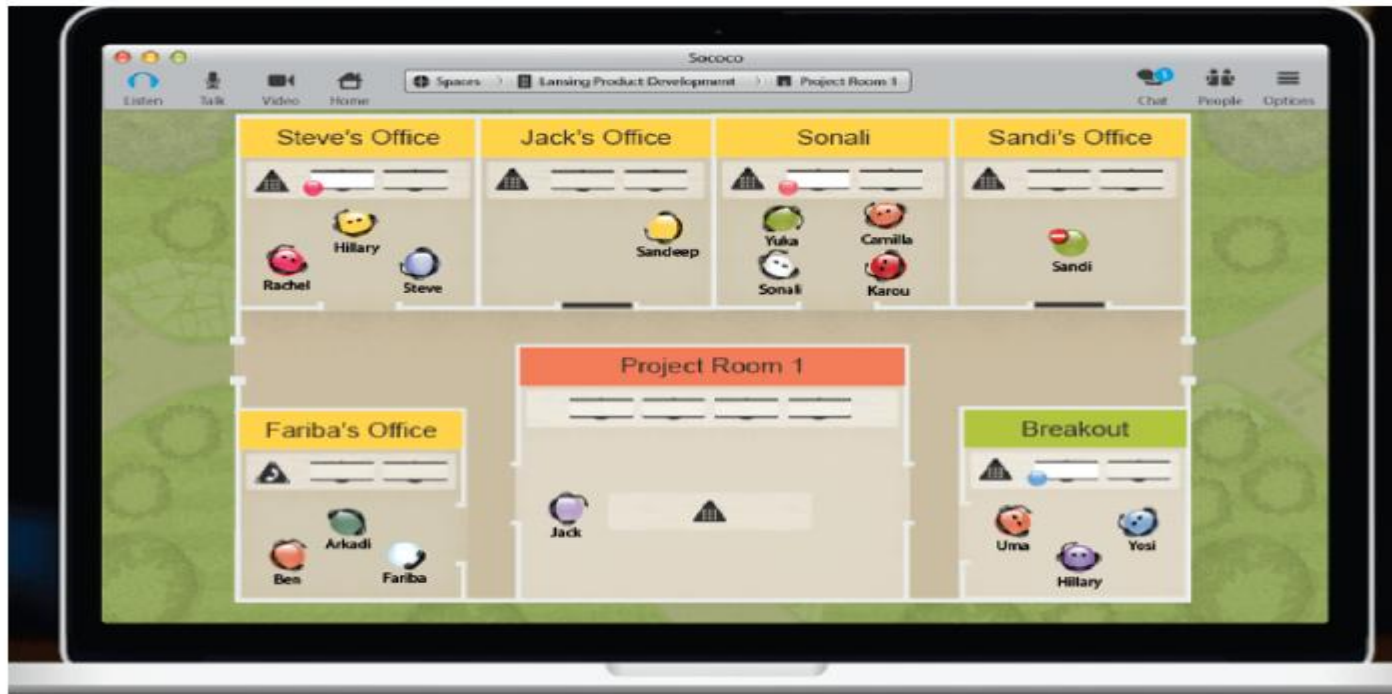 Sococo
Listen Talk Video Home Spaces Lansing Product Development Project Room 1 Chat 1 People Options
Steve's Office Jack's Office Sonali Sandi's Office
Hillary
Rachel
Steve
Sandeep
Yuka Camilla
Sonali Karou
Sandi
Project Room 1
Fariba's Office
Breakout
Arkadi
Ben
Fariba
Jack
Uma
Yosi
Hillary